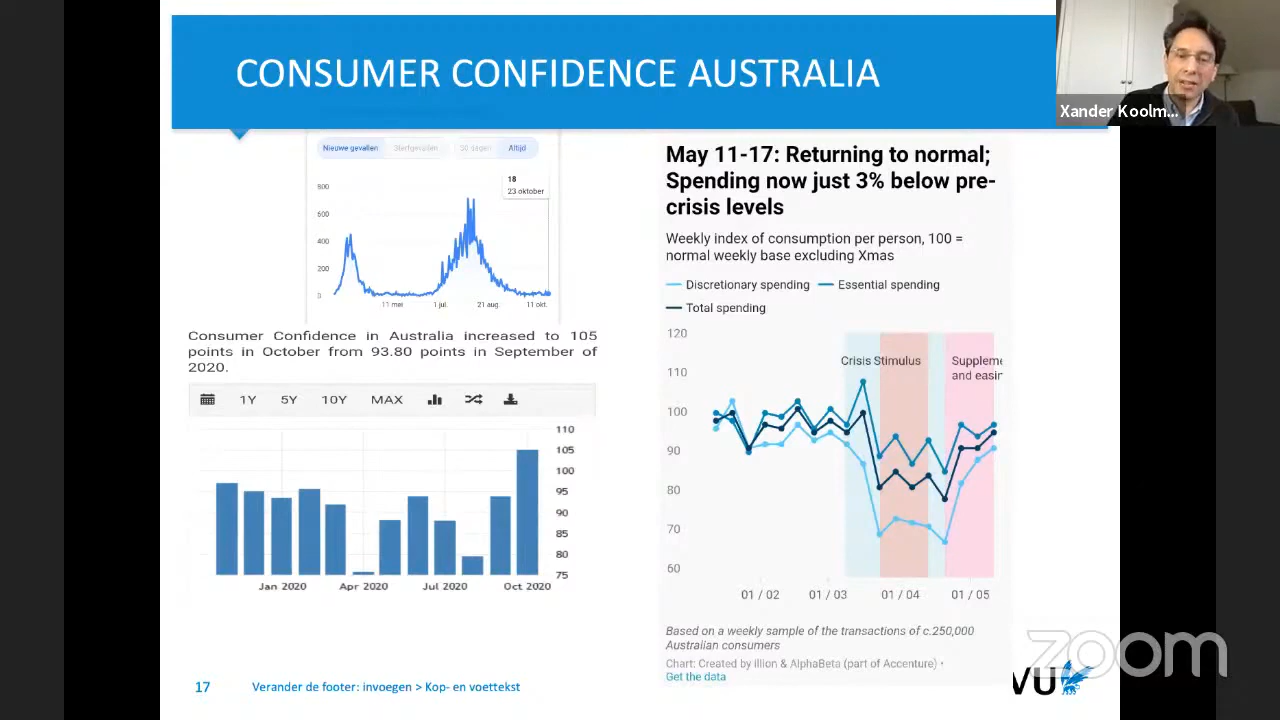 CONSUMER CONFIDENCE AUSTRALIA
Xander Koolm...
Nieuwe gevallen Sterfgevallen 30 dagen Altijd
18
23 oktober
800
600
400
200
0
11 mei 1 jul. 21 aug. 11 okt.
Consumer Confidence in Australia increased to 105
points in October from 93.80 points in September of
2020.
1Y 5Y 10Y MAX
110
105
100
95
90
85
80
75
Jan 2020 Apr 2020 Jul 2020 Oct 2020
May 11-17: Returning to normal;
Spending now just 3% below pre-
crisis levels
Weekly index of consumption per person, 100 =
normal weekly base excluding Xmas
Discretionary spending Essential spending
Total spending
120
110
100
90
80
70
60
Crisis Stimulus
Suppleme
and easin
01 / 02 01 / 03 01 / 04 01 / 05
Based on a weekly sample of the transactions of c.250,000
Australian consumers
Chart: Created by illion & AlphaBeta (part of Accenture) •
Get the data
17 Verander de footer: invoegen > Kop- en voettekst
VU
zoom